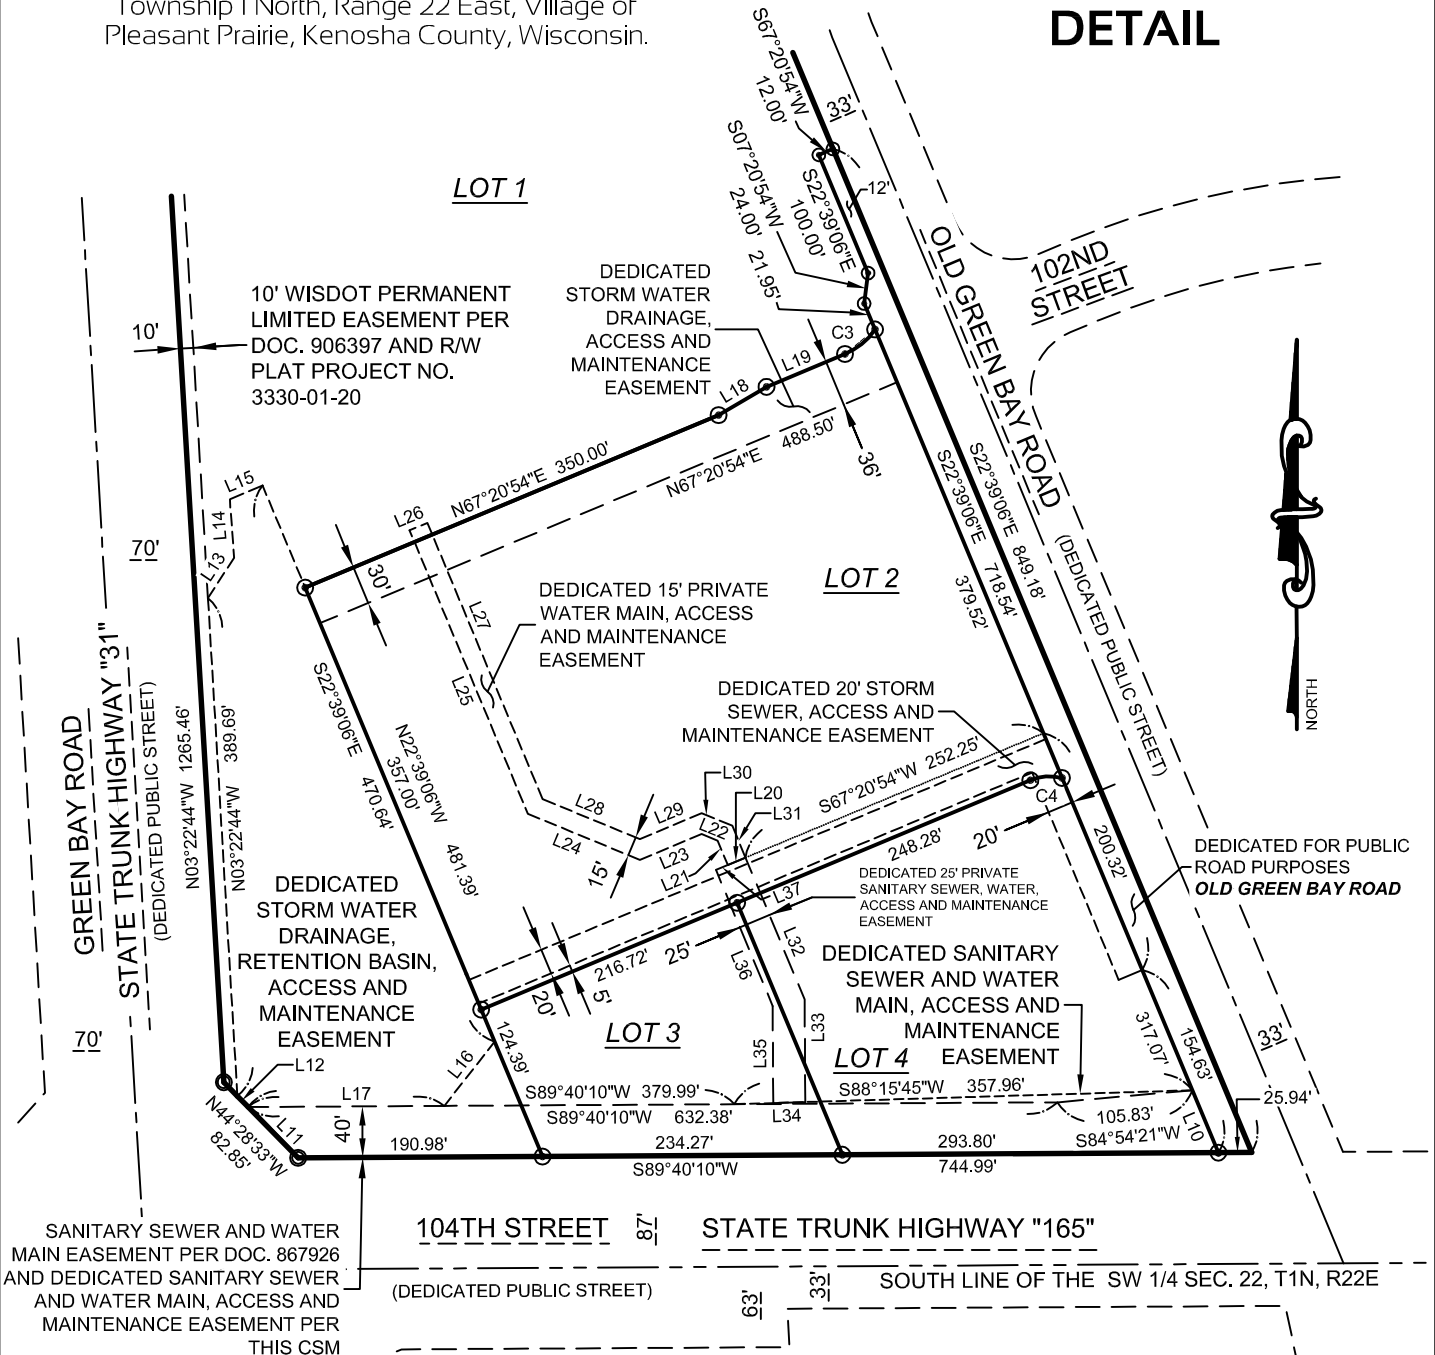 Township 1 North, Range 22 East, Village of
Pleasant Prairie, Kenosha County, Wisconsin.
DETAIL
S67°20'54"W
12.00'
33'
S07°20'54"W
24.00'
S22°39'06"E
100.00'
12'
21.95'
LOT 1
OLD GREEN BAY ROAD
(DEDICATED PUBLIC STREET)
102ND
STREET
10' WISDOT PERMANENT
LIMITED EASEMENT PER
DOC. 906397 AND R/W
PLAT PROJECT NO.
3330-01-20
10'
DEDICATED
STORM WATER
DRAINAGE,
ACCESS AND
MAINTENANCE
EASEMENT
C3
L19
L18
N67°20'54"E 350.00'
N67°20'54"E 488.50'
36'
L15
L14
L13
L26
30'
70'
L27
L25
DEDICATED 15' PRIVATE
WATER MAIN, ACCESS
AND MAINTENANCE
EASEMENT
LOT 2
S22°39'06"E
379.52'
S22°39'06"E 849.18'
718.54'
NORTH
GREEN BAY ROAD
STATE TRUNK HIGHWAY "31"
(DEDICATED PUBLIC STREET)
N03°22'44"W 1265.46'
N03°22'44"W 389.69'
S22°39'06"E 470.64'
N22°39'06"W
357.00'
481.39'
DEDICATED 20' STORM
SEWER, ACCESS AND
MAINTENANCE EASEMENT
S67°20'54"W 252.25'
L30
L20
L31
L28
L29
L22
L24
L23
L21
15'
C4
20'
248.28'
200.32'
DEDICATED FOR PUBLIC
ROAD PURPOSES
OLD GREEN BAY ROAD
DEDICATED 25' PRIVATE
SANITARY SEWER, WATER,
ACCESS AND MAINTENANCE
EASEMENT
L37
L32
L36
25'
216.72'
20'
5'
DEDICATED
STORM WATER
DRAINAGE,
RETENTION BASIN,
ACCESS AND
MAINTENANCE
EASEMENT
DEDICATED SANITARY
SEWER AND WATER
MAIN, ACCESS AND
MAINTENANCE
EASEMENT
LOT 3
LOT 4
L35
L33
L34
124.39'
L16
317.07'
154.63'
33'
70'
L12
L17
L11
N44°28'33"W
82.85'
40'
S89°40'10"W 379.99'
S89°40'10"W 632.38'
S88°15'45"W 357.96'
105.83'
S84°54'21"W
L10
25.94'
190.98'
234.27'
293.80'
S89°40'10"W
744.99'
104TH STREET
87'
STATE TRUNK HIGHWAY "165"
(DEDICATED PUBLIC STREET)
63'
33'
SOUTH LINE OF THE SW 1/4 SEC. 22, T1N, R22E
SANITARY SEWER AND WATER
MAIN EASEMENT PER DOC. 867926
AND DEDICATED SANITARY SEWER
AND WATER MAIN, ACCESS AND
MAINTENANCE EASEMENT PER
THIS CSM